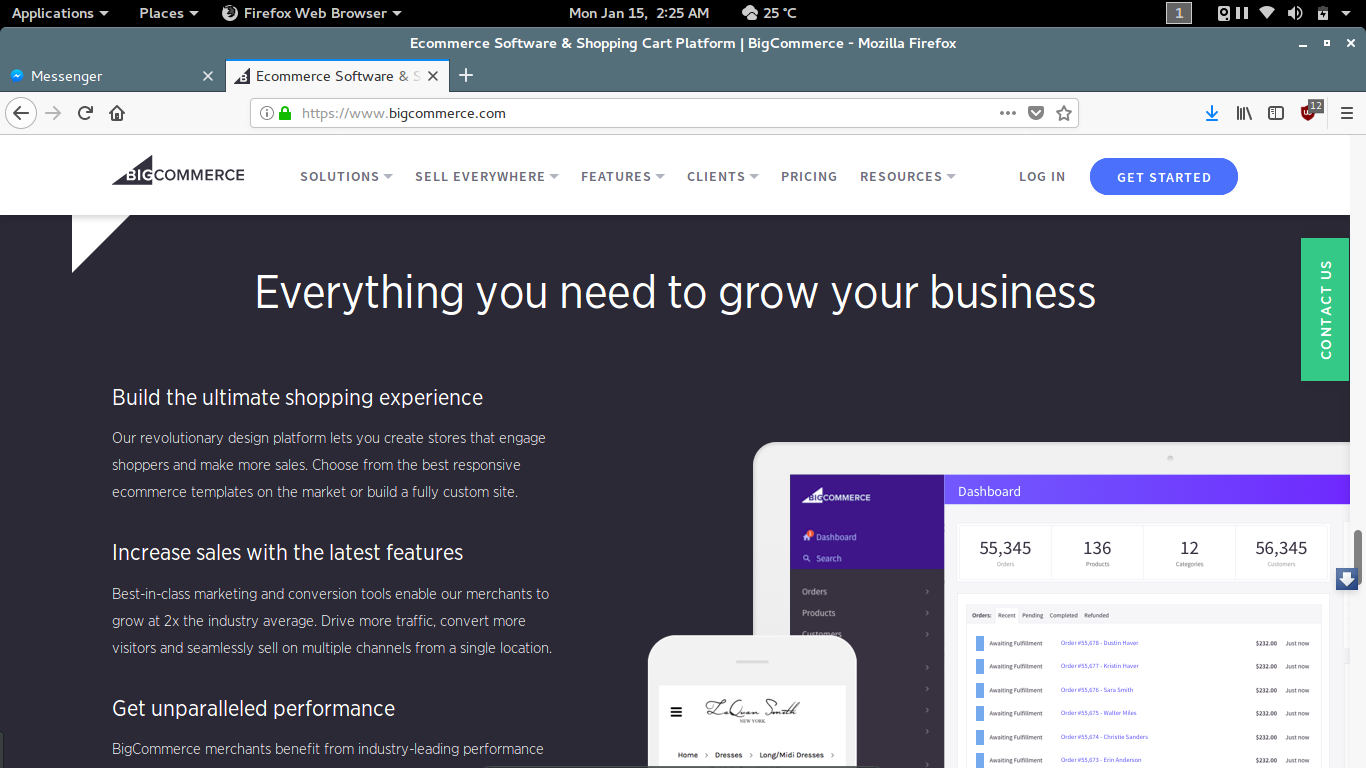 Applications Places Firefox Web Browser Mon Jan 15, 2:25 AM 25 °C 1
Ecommerce Software & Shopping Cart Platform | BigCommerce - Mozilla Firefox
Messenger Ecommerce Software & S
https://www.bigcommerce.com 12
BIGCOMMERCE SOLUTIONS SELL EVERYWHERE FEATURES CLIENTS PRICING RESOURCES LOG IN GET STARTED
CONTACT US
Everything you need to grow your business
Build the ultimate shopping experience
Our revolutionary design platform lets you create stores that engage
shoppers and make more sales. Choose from the best responsive
ecommerce templates on the market or build a fully custom site.
Increase sales with the latest features
Best-in-class marketing and conversion tools enable our merchants to
grow at 2x the industry average. Drive more traffic, convert more
visitors and seamlessly sell on multiple channels from a single location.
Get unparalleled performance
BigCommerce merchants benefit from industry-leading performance
BIGCOMMERCE Dashboard
Dashboard
Search
Orders
Products
Customers
55,345 136 12 56,345
Orders Products Categories Customers
Orders: Recent Pending Completed Refunded
Awaiting Fulfillment Order #55,678 - Dustin Haver $232.00 Just now
Awaiting Fulfillment Order #55,677 - Kristin Haver $232.00 Just now
Awaiting Fulfillment Order #55,676 - Sara Smith $232.00 Just now
Awaiting Fulfillment Order #55,675 - Walter Miles $232.00 Just now
Awaiting Fulfillment Order #55,674 - Christie Sanders $232.00 Just now
Awaiting Fulfillment Order #55,673 - Erin Anderson $232.00 Just now
LaQuan Smith
NEW YORK
Home > Dresses > Long/Midi Dresses >